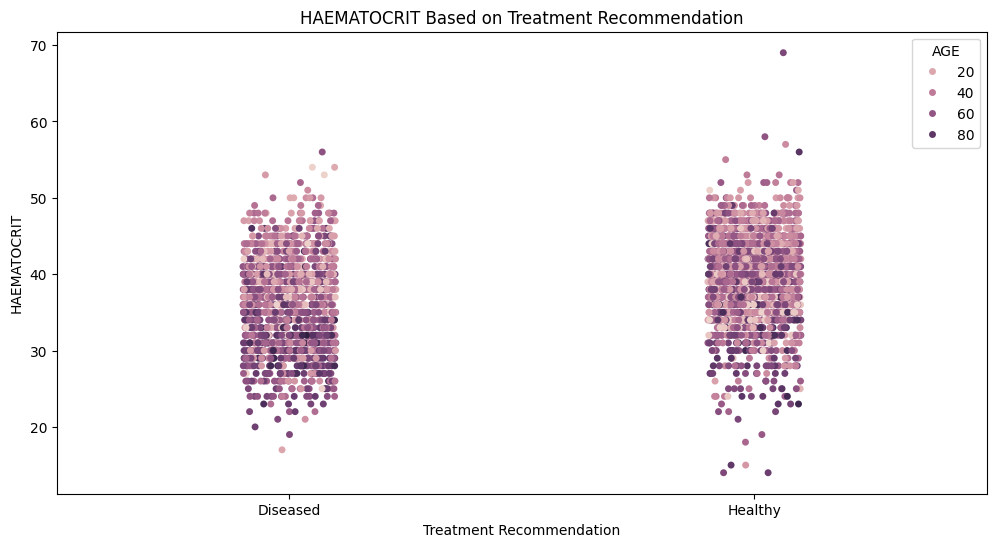 HAEMATOCRIT Based on Treatment Recommendation
AGE
20
40
60
80
HAEMATOCRIT
70
60
50
40
30
20
Diseased
Healthy
Treatment Recommendation